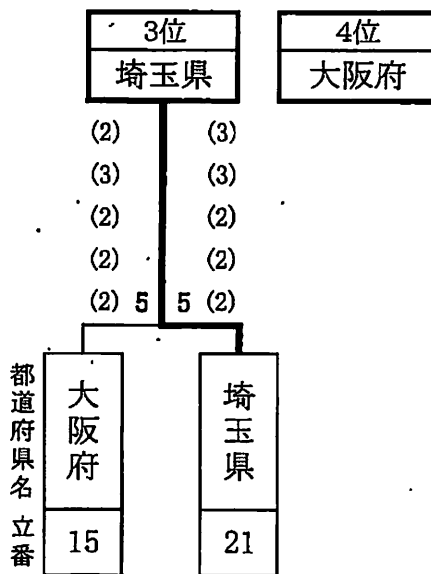 3位 4位
埼玉県 大阪府
(2) (3)
(3) (3)
(2) (2)
(2) (2)
(2) 5 5 (2)
都道府県名 大阪府 埼玉県
立番 15 21